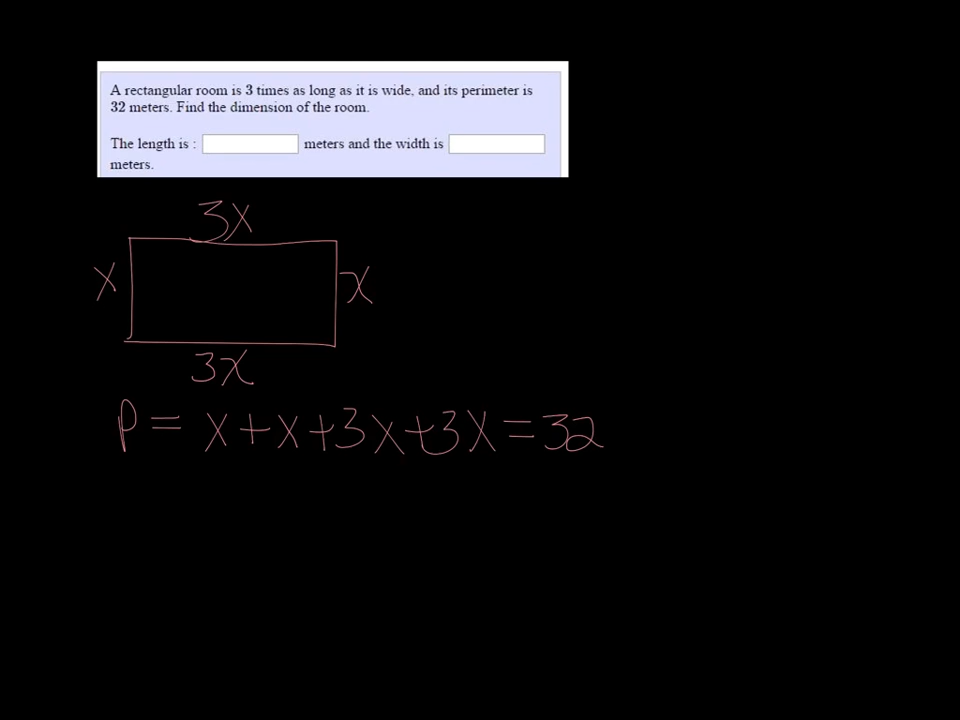 A rectangular room is 3 times as long as it is wide, and its perimeter is
32 meters. Find the dimension of the room.
The length is : meters and the width is
meters.
3x
x
x
3x
P = x + x + 3x + 3x = 32